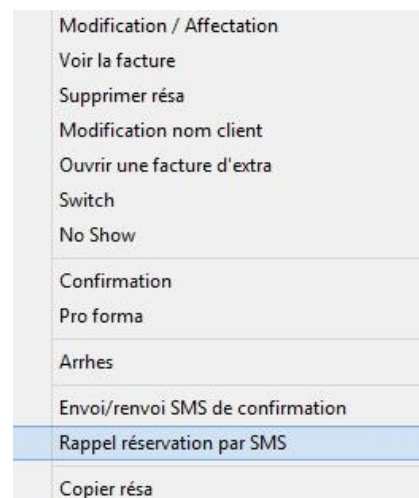 Modification / Affectation
Voir la facture
Supprimer résa
Modification nom client
Ouvrir une facture d'extra
Switch
No Show
Confirmation
Pro forma
Arrhes
Envoi/renvoi SMS de confirmation
Rappel réservation par SMS
Copier résa